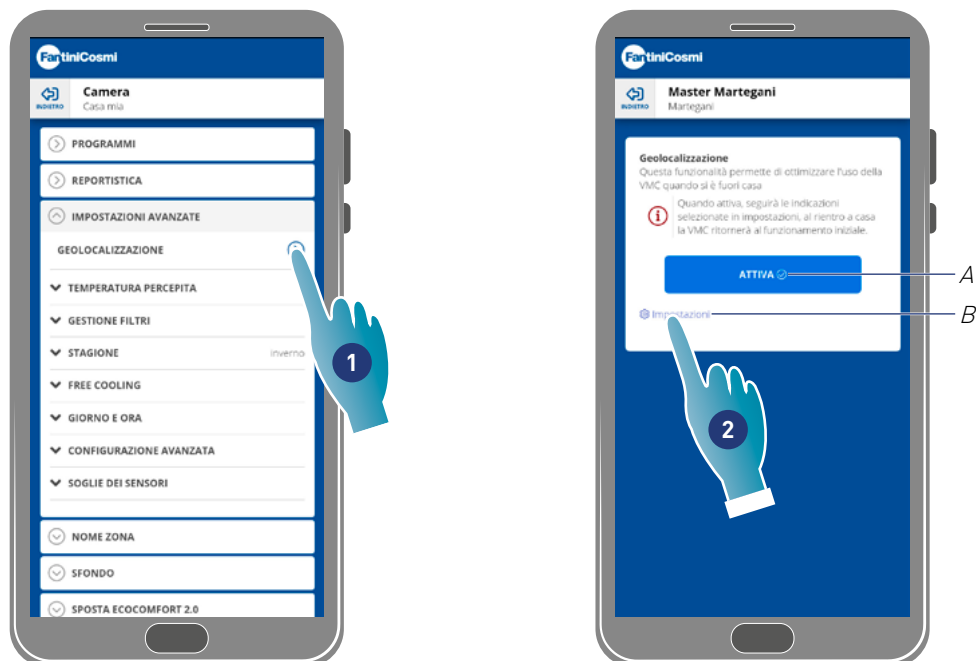 FantiniCosmi
INDIETRO
Camera
Casa mia
PROGRAMMI
REPORTISTICA
IMPOSTAZIONI AVANZATE
GEOLOCALIZZAZIONE
TEMPERATURA PERCEPITA
GESTIONE FILTRI
STAGIONE inverno
FREE COOLING
GIORNO E ORA
CONFIGURAZIONE AVANZATA
SOGLIE DEI SENSORI
NOME ZONA
SFONDO
SPOSTA ECOCOMFORT 2.0
1
FantiniCosmi
INDIETRO
Master Martegani
Martegani
Geolocalizzazione
Questa funzionalità permette di ottimizzare l'uso della
VMC quando si è fuori casa
Quando attiva, seguirà le indicazioni
selezionate in impostazioni, al rientro a casa
la VMC ritornerà al funzionamento iniziale.
ATTIVA
A
Impostazioni
B
2